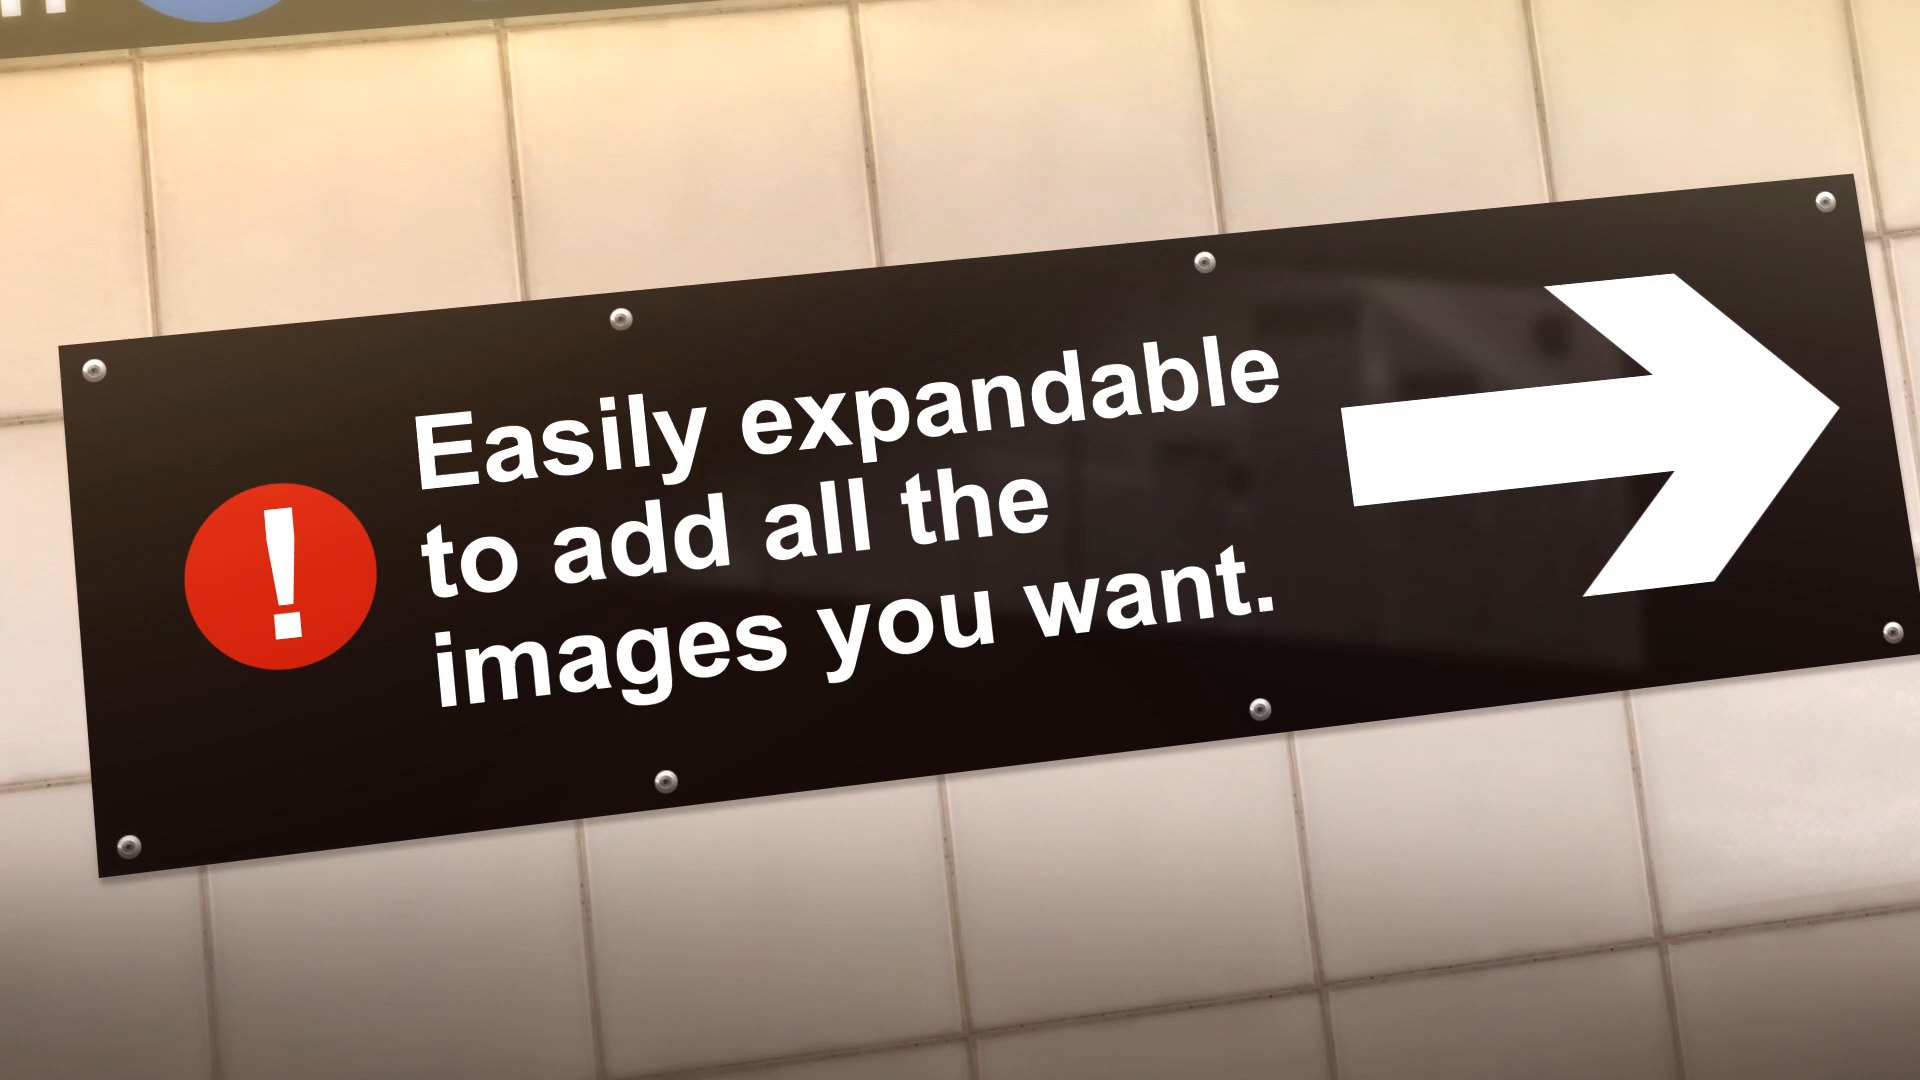 !
Easily expandable
to add all the
images you want.